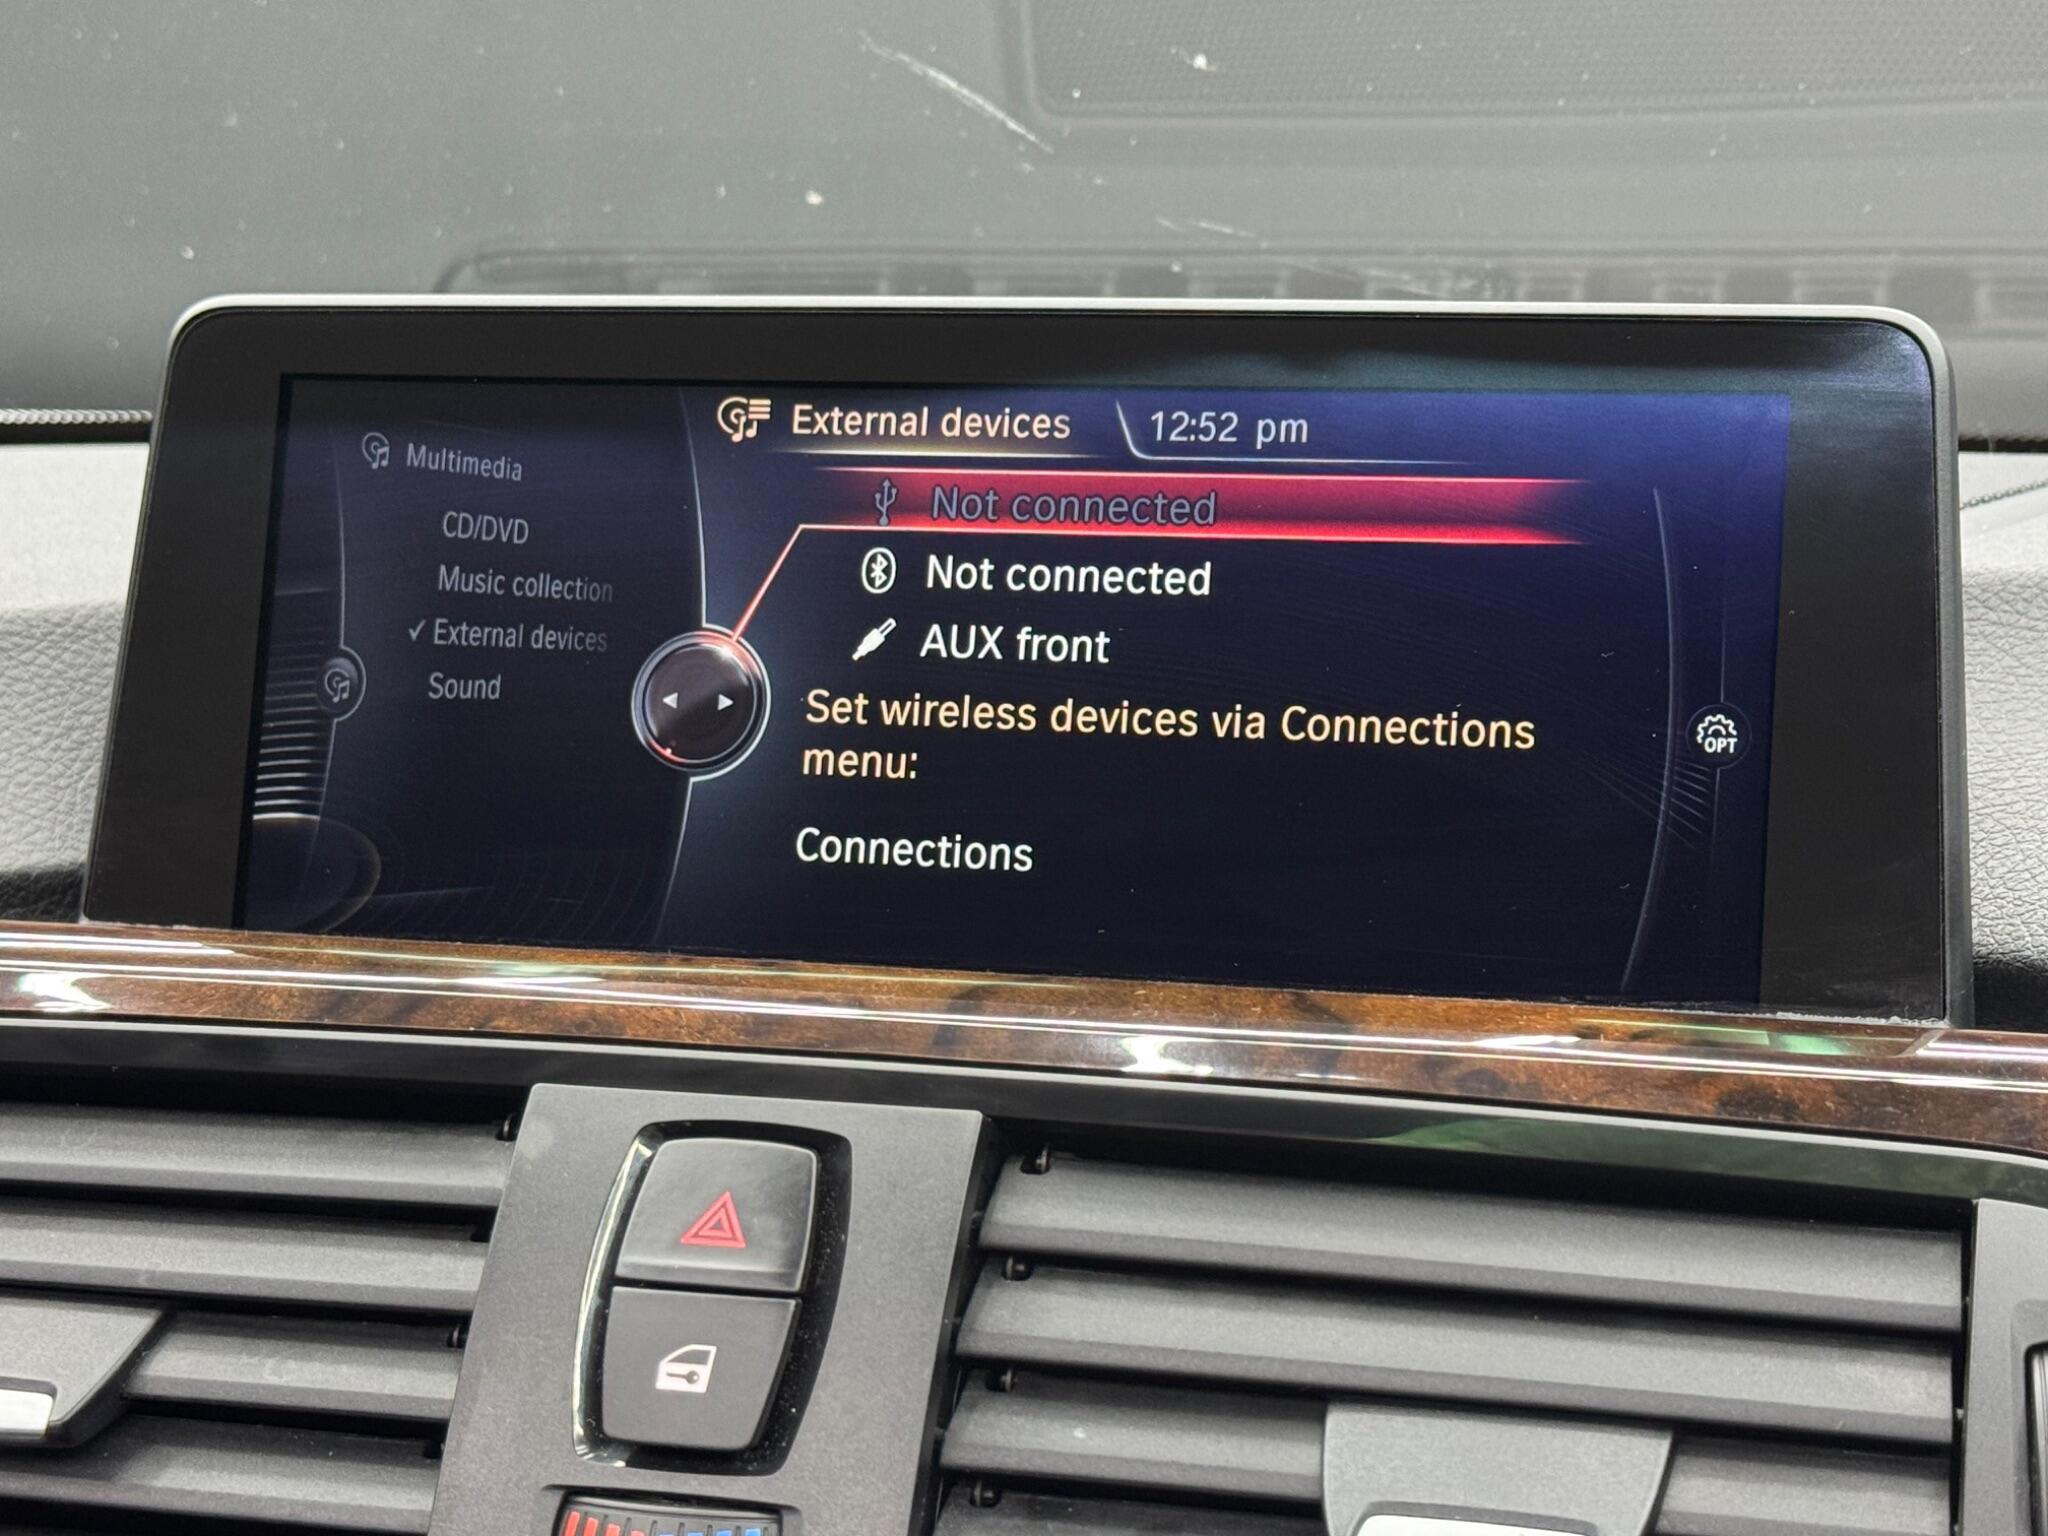 External devices
12:52 pm
Multimedia
CD/DVD
Music collection
✓ External devices
Sound
Not connected
Not connected
AUX front
Set wireless devices via Connections
menu:
Connections
OPT